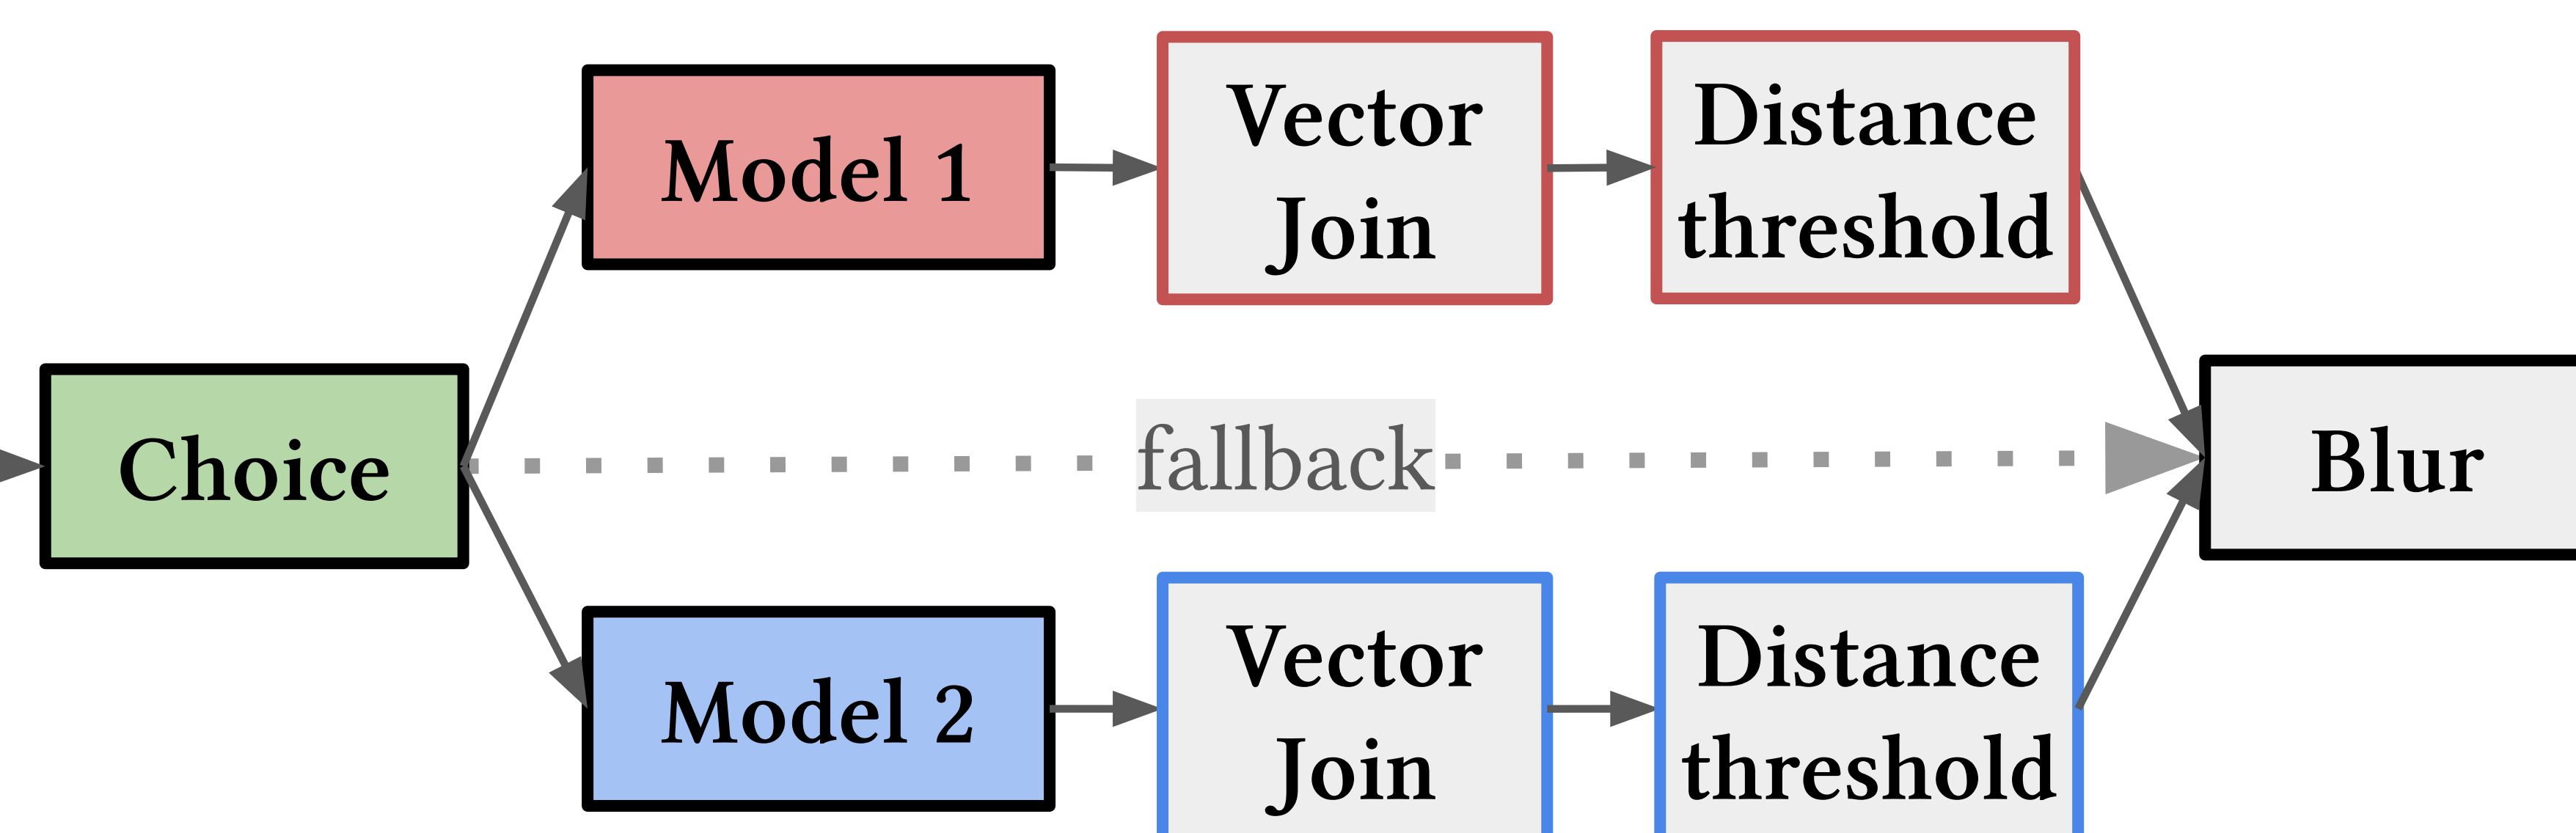 Model 1
Vector
Join
Distance
threshold
Choice
fallback
Blur
Model 2
Vector
Join
Distance
threshold